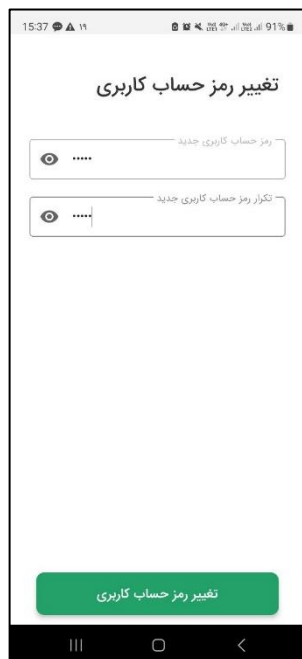 15:37 ۱۹ 91%
تغییر رمز حساب کاربری
رمز حساب کاربری جدید
•••••
تکرار رمز حساب کاربری جدید
•••••
تغییر رمز حساب کاربری